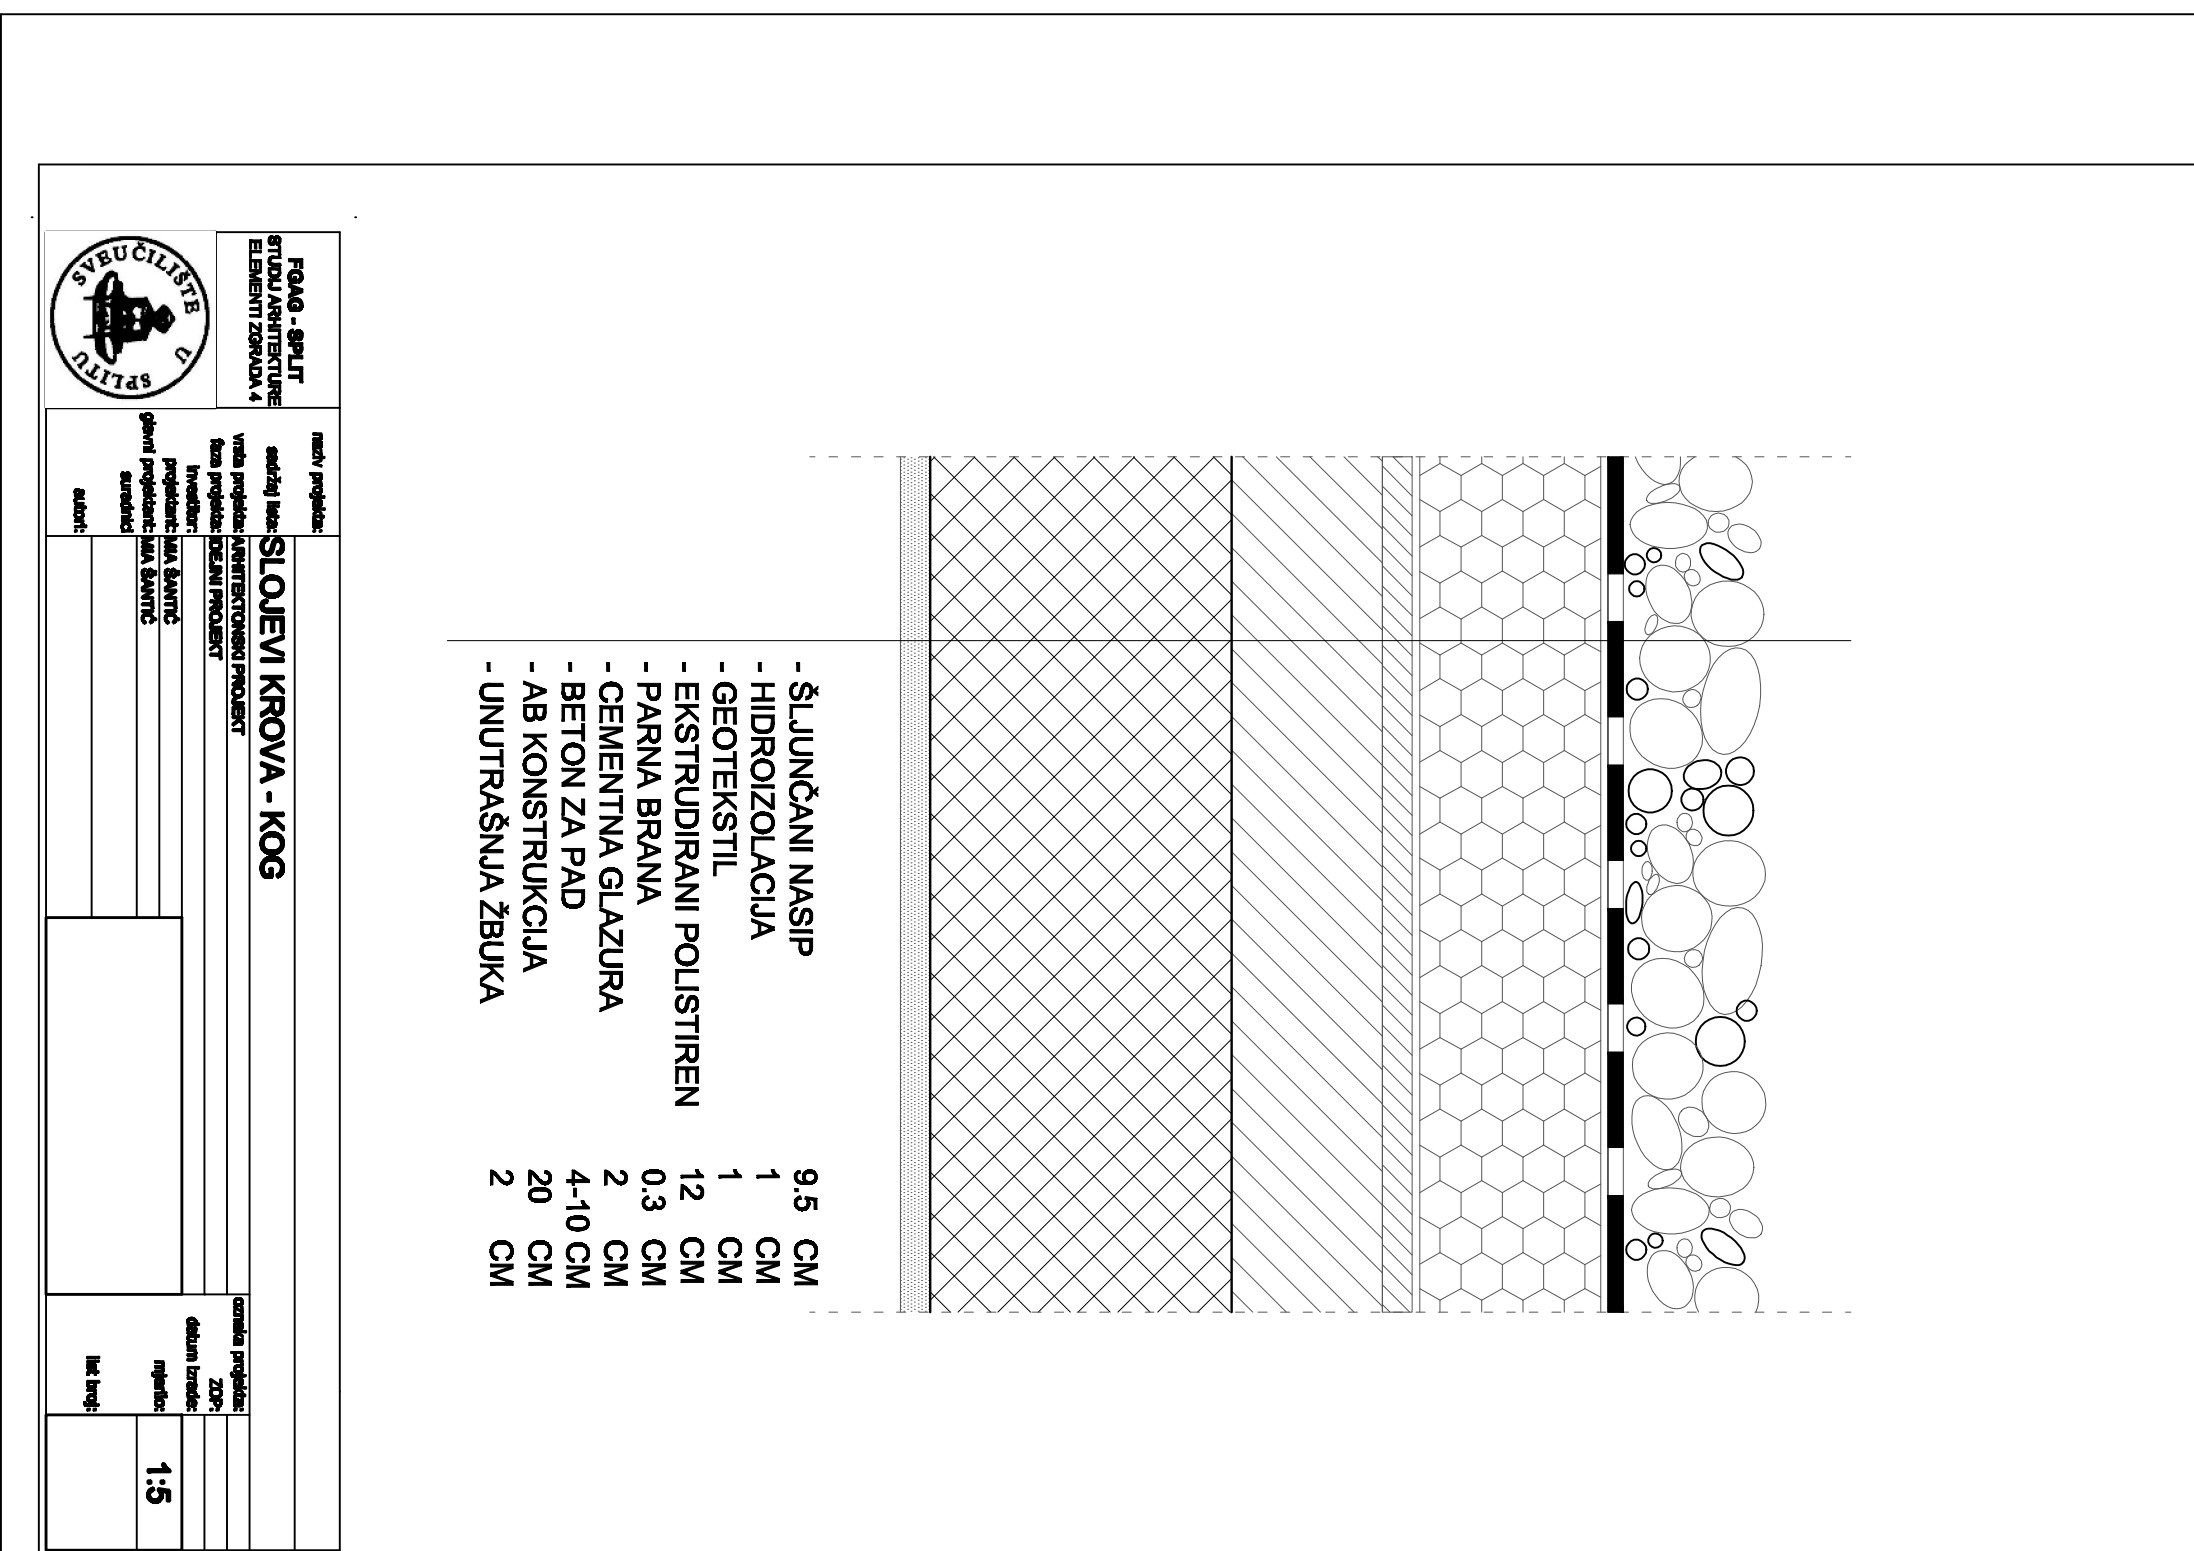 SVEUČILIŠTE U SPLITU
FGAG - SPLIT
STUDIJ ARHITEKTURE
ELEMENTI ZGRADA 4
naziv projekta:
sadržaj lista: SLOJEVI KROVA - KOG
vrsta projekta: ARHITEKTONSKI PROJEKT
faza projekta: IDEJNI PROJEKT
investitor:
projektant: MIA ŠANTIĆ
glavni projektant: MIA ŠANTIĆ
suradnici
autori:
oznaka projekta:
ZOP:
datum izrade:
mjerilo: 1:5
list broj:
- ŠLJUNČANI NASIP 9.5 CM
- HIDROIZOLACIJA 1 CM
- GEOTEKSTIL 1 CM
- EKSTRUDIRANI POLISTIREN 12 CM
- PARNA BRANA 0.3 CM
- CEMENTNA GLAZURA 2 CM
- BETON ZA PAD 4-10 CM
- AB KONSTRUKCIJA 20 CM
- UNUTRAŠNJA ŽBUKA 2 CM